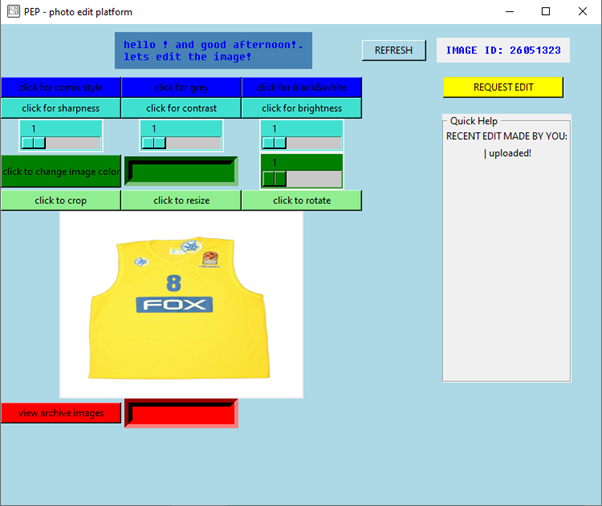 PEP - photo edit platform
hello ! and good afternoon!.
lets edit the image!
REFRESH
IMAGE ID: 26051323
click for comix style
click for grey
click for black&white
REQUEST EDIT
click for sharpness
click for contrast
click for brightness
1
1
1
Quick Help
RECENT EDIT MADE BY YOU:
| uploaded!
click to change image color
1
click to crop
click to resize
click to rotate
8
FOX
view archive images